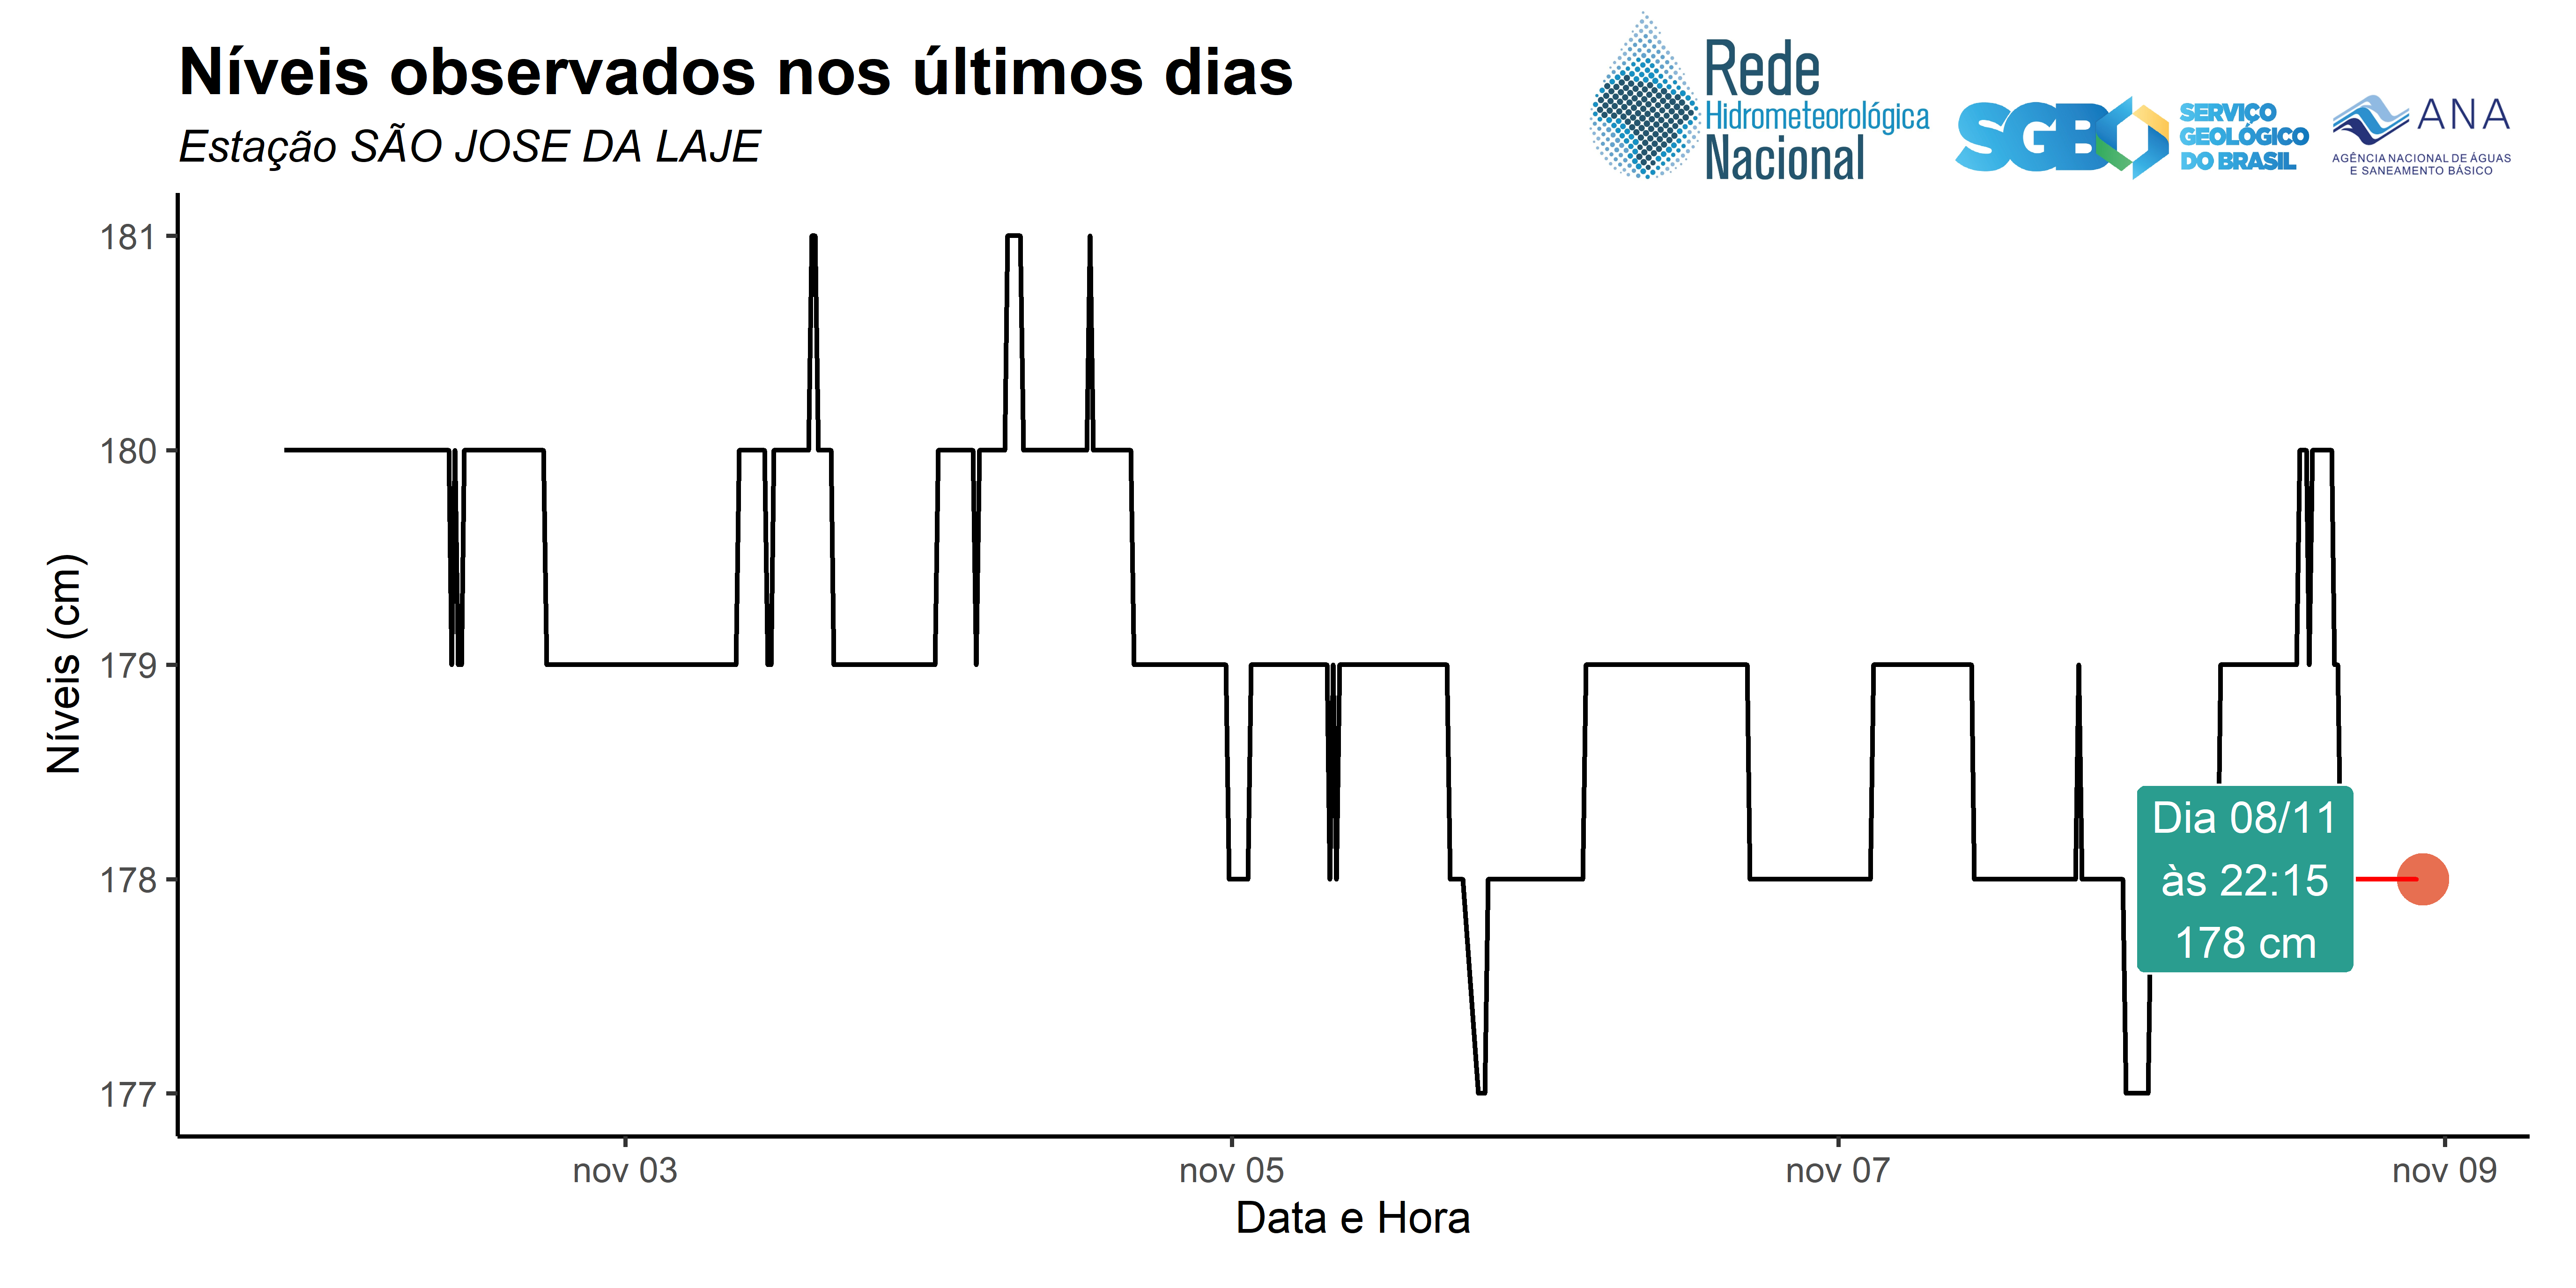 Níveis observados nos últimos dias
Estação SÃO JOSE DA LAJE
Rede
Hidrometeorológica
Nacional
SGB
SERVIÇO
GEOLÓGICO
DO BRASIL
ANA
AGÊNCIA NACIONAL DE ÁGUAS
E SANEAMENTO BÁSICO
Níveis (cm)
181
180
179
178
177
Dia 08/11
às 22:15
178 cm
nov 03
nov 05
nov 07
nov 09
Data e Hora